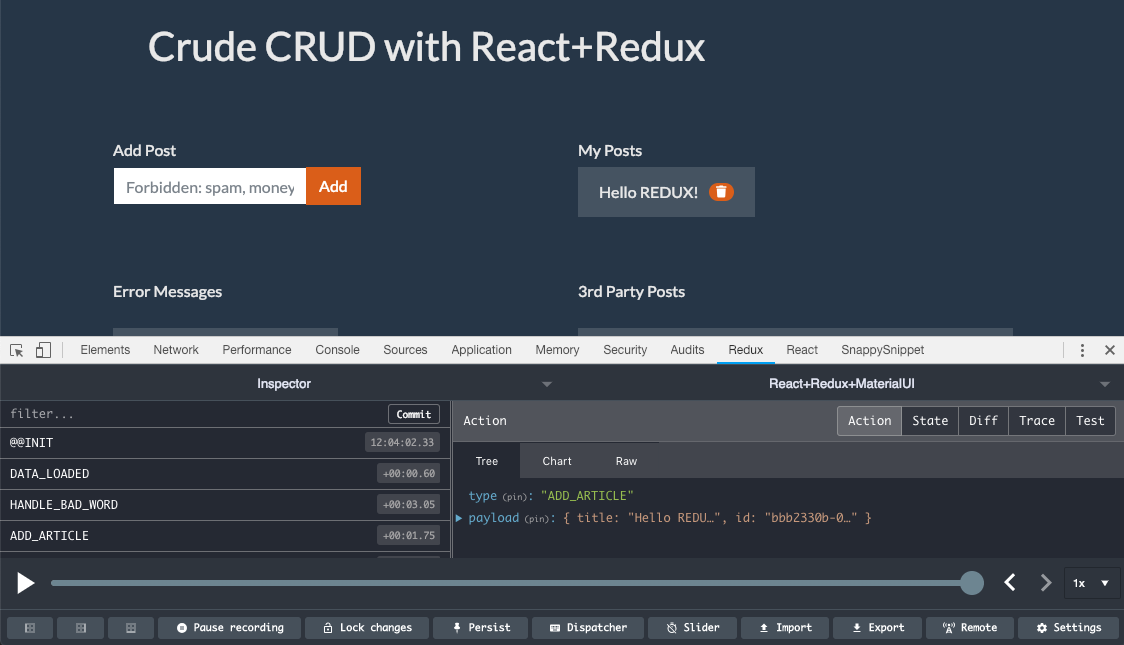 Crude CRUD with React+Redux
Add Post
Forbidden: spam, money
Add
My Posts
Hello REDUX!
Error Messages
3rd Party Posts
Elements Network Performance Console Sources Application Memory Security Audits Redux React SnappySnippet
Inspector
React+Redux+MaterialUI
filter...
Commit
@@INIT 12:04:02.33
DATA_LOADED +00:00.60
HANDLE_BAD_WORD +00:03.05
ADD_ARTICLE +00:01.75
Action
Action State Diff Trace Test
Tree Chart Raw
type (pin): "ADD_ARTICLE"
payload (pin): { title: "Hello REDU…", id: "bbb2330b-0…" }
1x
Pause recording Lock changes Persist Dispatcher Slider Import Export Remote Settings